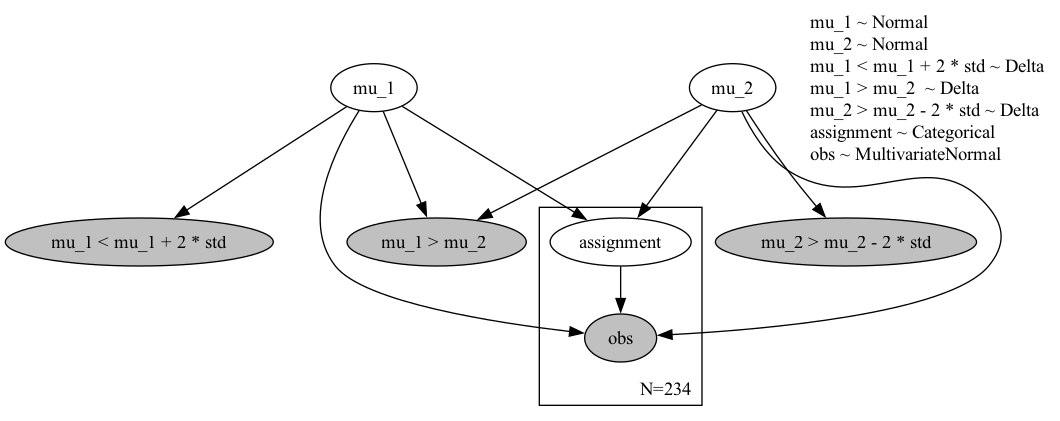 mu_1 ~ Normal
mu_2 ~ Normal
mu_1 < mu_1 + 2 * std ~ Delta
mu_1 > mu_2  ~ Delta
mu_2 > mu_2 - 2 * std ~ Delta
assignment ~ Categorical
obs ~ MultivariateNormal
mu_1
mu_2
mu_1 < mu_1 + 2 * std
mu_1 > mu_2
assignment
mu_2 > mu_2 - 2 * std
obs
N=234